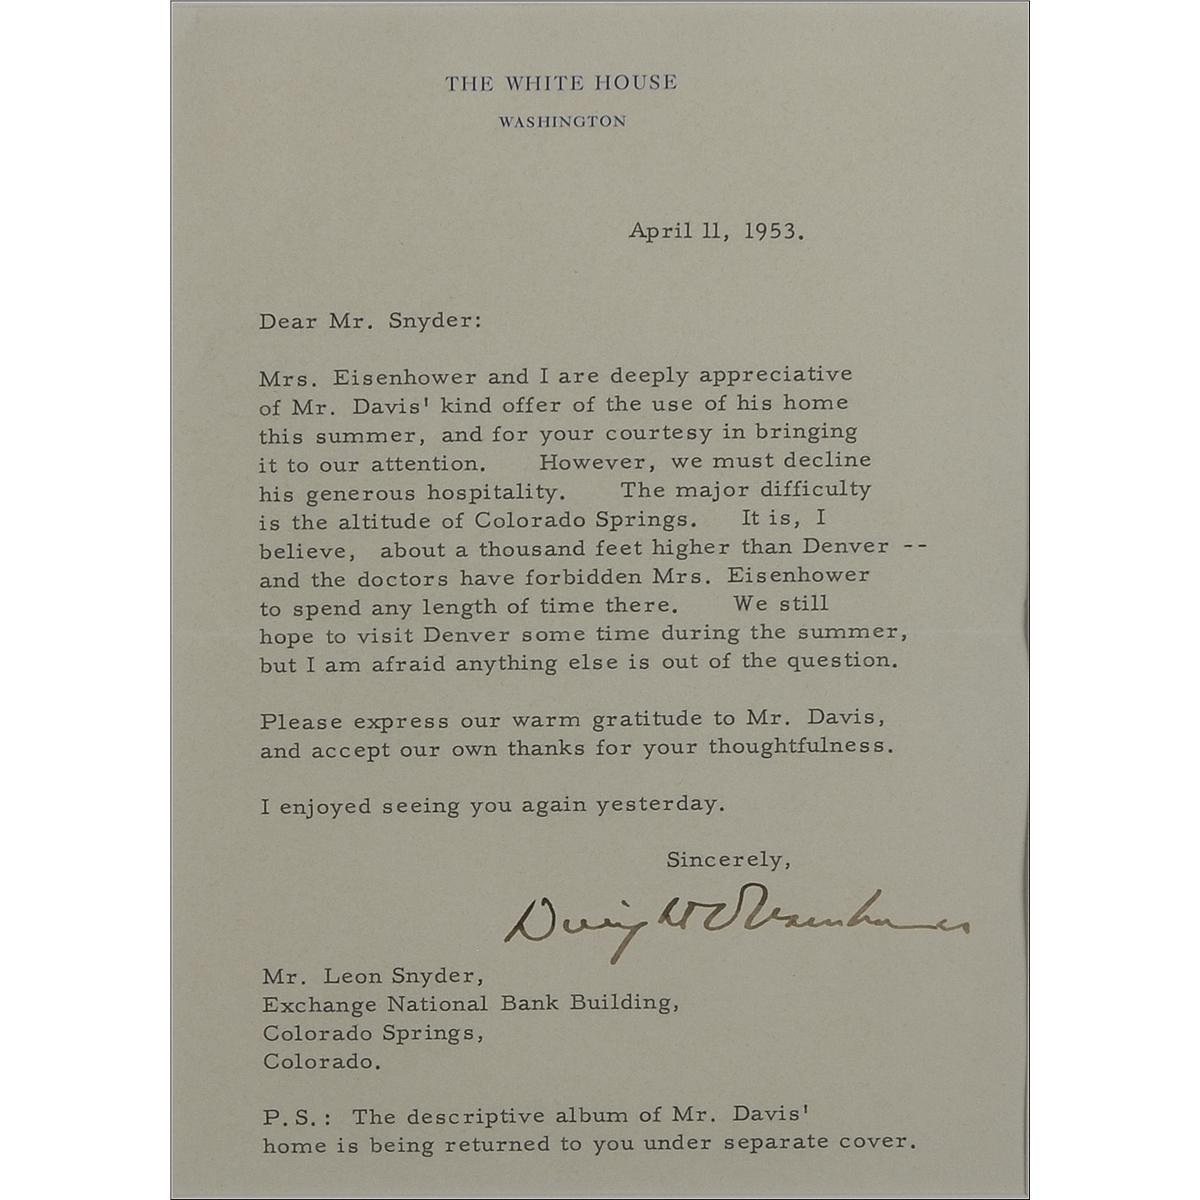 THE WHITE HOUSE
WASHINGTON
April 11, 1953.
Dear Mr. Snyder:
Mrs. Eisenhower and I are deeply appreciative
of Mr. Davis' kind offer of the use of his home
this summer, and for your courtesy in bringing
it to our attention. However, we must decline
his generous hospitality. The major difficulty
is the altitude of Colorado Springs. It is, I
believe, about a thousand feet higher than Denver --
and the doctors have forbidden Mrs. Eisenhower
to spend any length of time there. We still
hope to visit Denver some time during the summer,
but I am afraid anything else is out of the question.
Please express our warm gratitude to Mr. Davis,
and accept our own thanks for your thoughtfulness.
I enjoyed seeing you again yesterday.
Sincerely,
Dwight D Eisenhower
Mr. Leon Snyder,
Exchange National Bank Building,
Colorado Springs,
Colorado.
P.S.: The descriptive album of Mr. Davis'
home is being returned to you under separate cover.